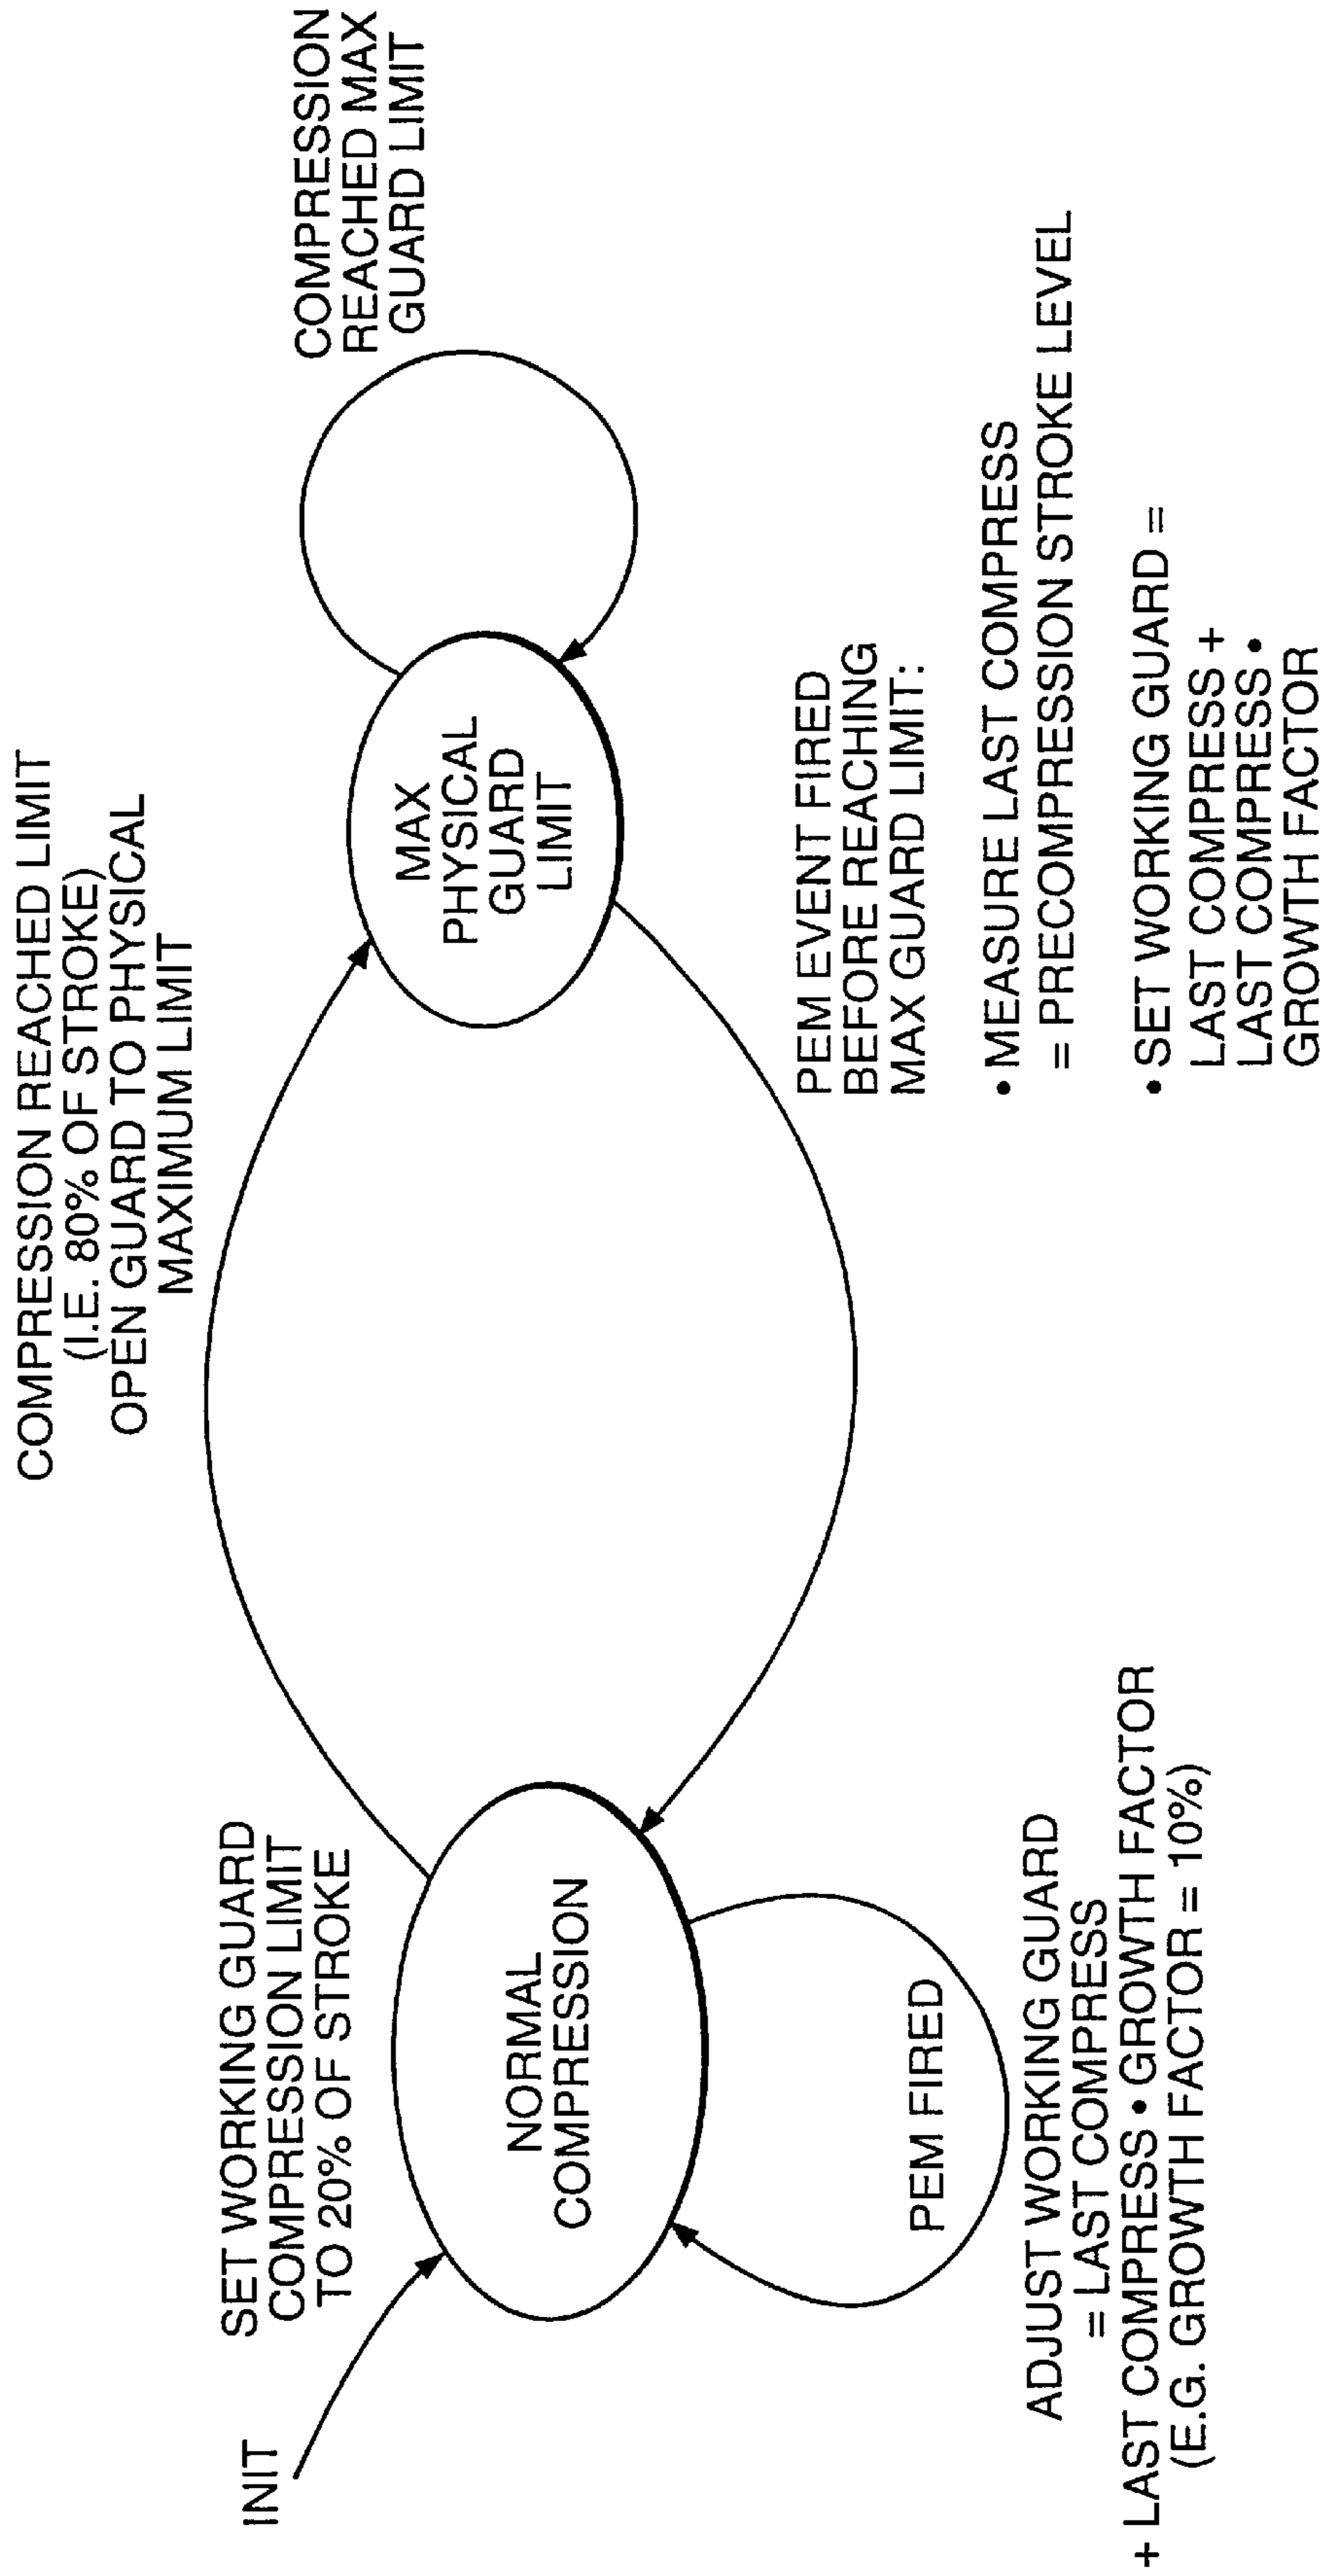 INIT
SET WORKING GUARD
COMPRESSION LIMIT
TO 20% OF STROKE
NORMAL
COMPRESSION
PEM FIRED
ADJUST WORKING GUARD
= LAST COMPRESS
+ LAST COMPRESS • GROWTH FACTOR
(E.G. GROWTH FACTOR = 10%)
COMPRESSION REACHED LIMIT
(I.E. 80% OF STROKE)
OPEN GUARD TO PHYSICAL
MAXIMUM LIMIT
MAX
PHYSICAL
GUARD
LIMIT
COMPRESSION
REACHED MAX
GUARD LIMIT
PEM EVENT FIRED
BEFORE REACHING
MAX GUARD LIMIT:
• MEASURE LAST COMPRESS
= PRECOMPRESSION STROKE LEVEL
• SET WORKING GUARD =
LAST COMPRESS +
LAST COMPRESS •
GROWTH FACTOR